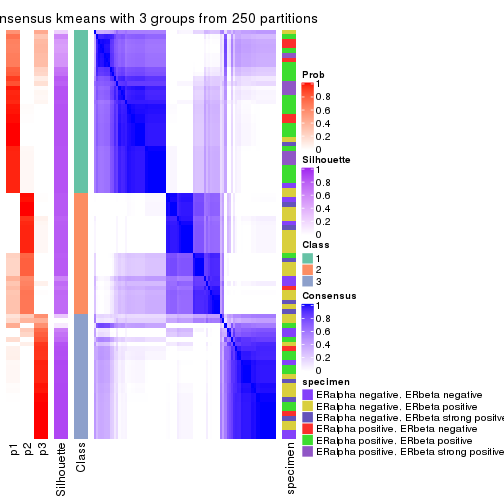 nsensus kmeans with 3 groups from 250 partitions
Prob
1
0.8
0.6
0.4
0.2
0
Silhouette
1
0.8
0.6
0.4
0.2
0
Class
1
2
3
Consensus
1
0.8
0.6
0.4
0.2
0
specimen
ERalpha negative. ERbeta negative
ERalpha negative. ERbeta positive
ERalpha negative. ERbeta strong positive
ERalpha positive. ERbeta negative
ERalpha positive. ERbeta positive
ERalpha positive. ERbeta strong positive
p1
p2
p3
Silhouette
Class
specimen